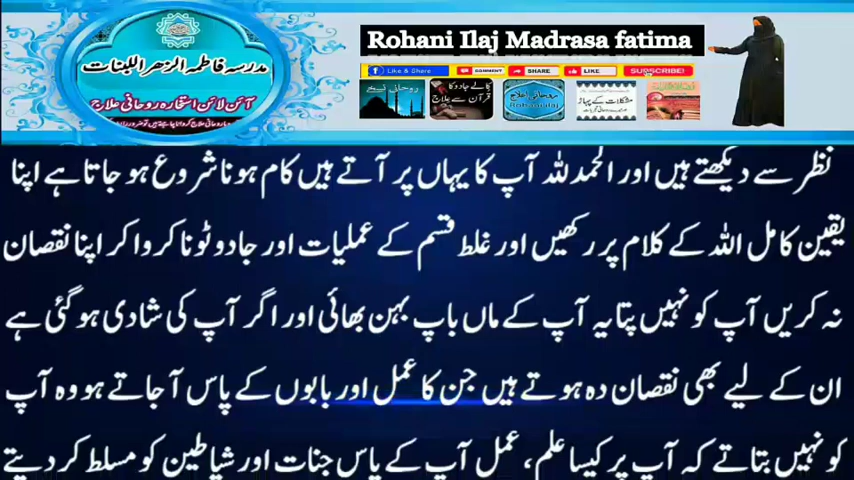 مدرسہ فاطمہ الزھرا للبنات
آن لائن استخارہ روحانی علاج
Rohani Ilaj Madrasa fatima
Like & Share COMMENT SHARE LIKE SUBSCRIBE!
نظر سے دیکھتے ہیں اور الحمدللہ آپ کا یہاں پر آتے ہیں کام ہونا شروع ہو جاتا ہے اپنا
یقین کامل اللہ کے کلام پر رکھیں اور غلط قسم کے عملیات اور جادو ٹونا کروا کر اپنا نقصان
نہ کریں آپ کو نہیں پتا یہ آپ کے ماں باپ بہن بھائی اور اگر آپ کی شادی ہو گئی ہے
ان کے لیے بھی نقصان دہ ہوتے ہیں جن کا عمل اور بابوں کے پاس آ جاتے ہو وہ آپ
کو نہیں بتاتے کہ آپ پر کیسا علم، عمل آپ کے پاس جنات اور شیاطین کو مسلط کر دیتے